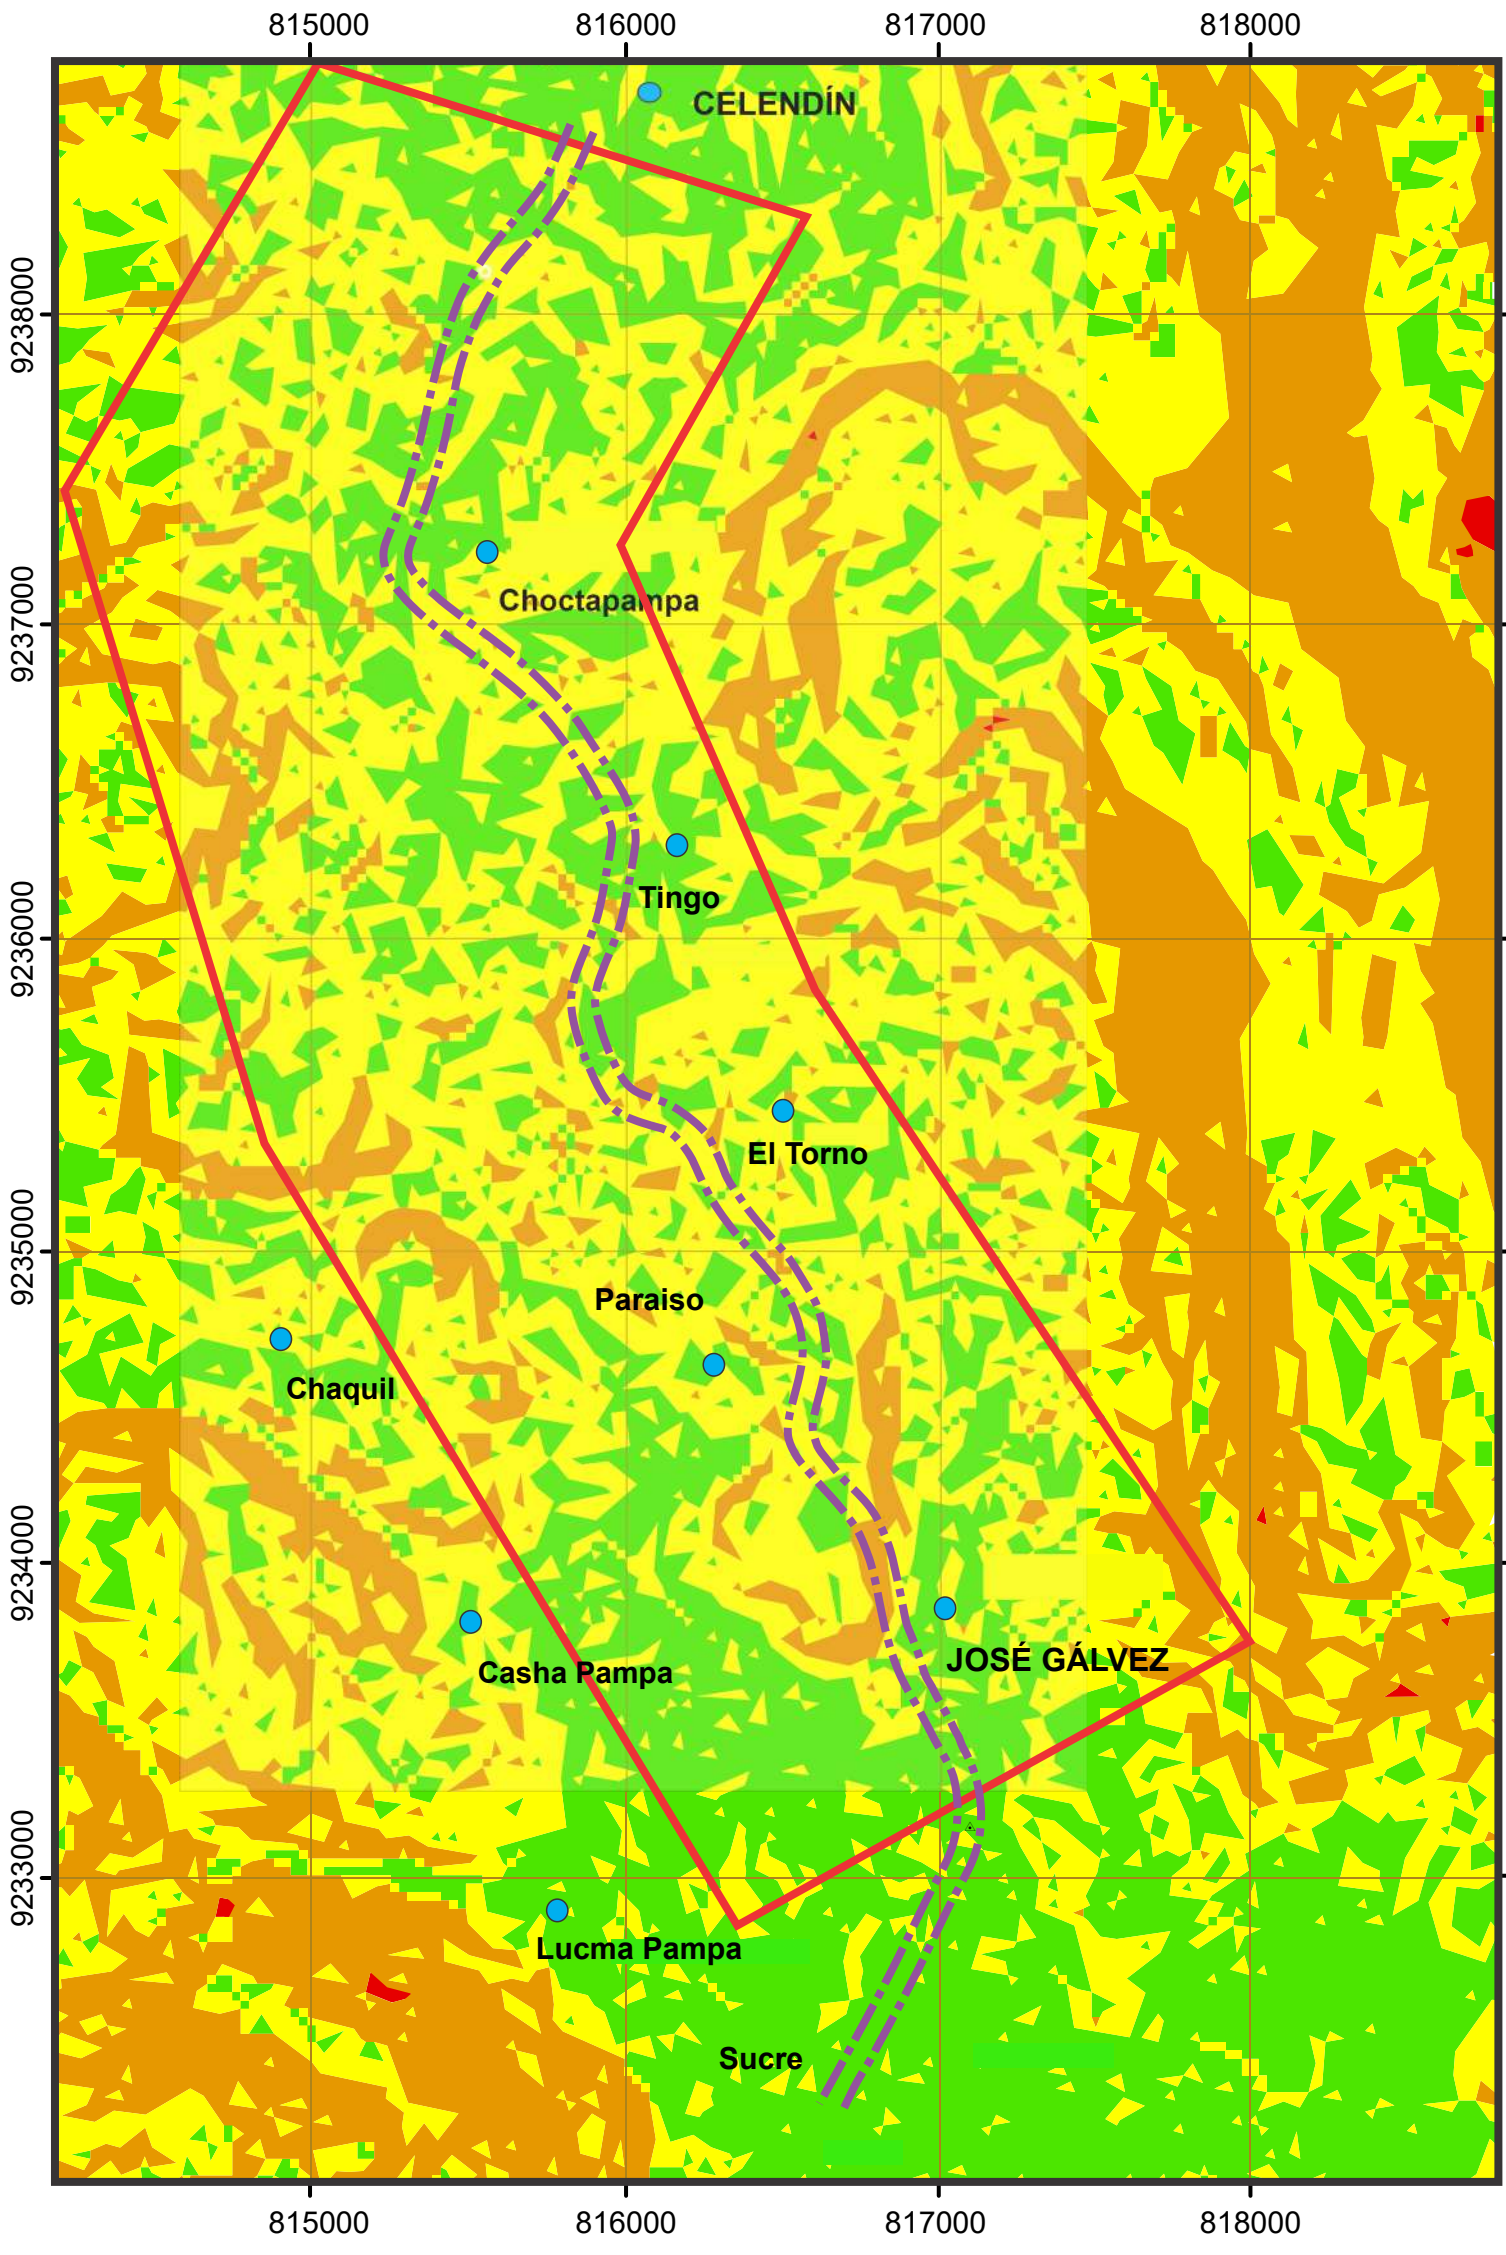 815000 816000 817000 818000
CELENDÍN
9238000
Choctapampa
9237000
Tingo
9236000
El Torno
9235000
Paraiso
Chaquil
9234000
JOSÉ GÁLVEZ
Casha Pampa
9233000
Lucma Pampa
Sucre
815000 816000 817000 818000